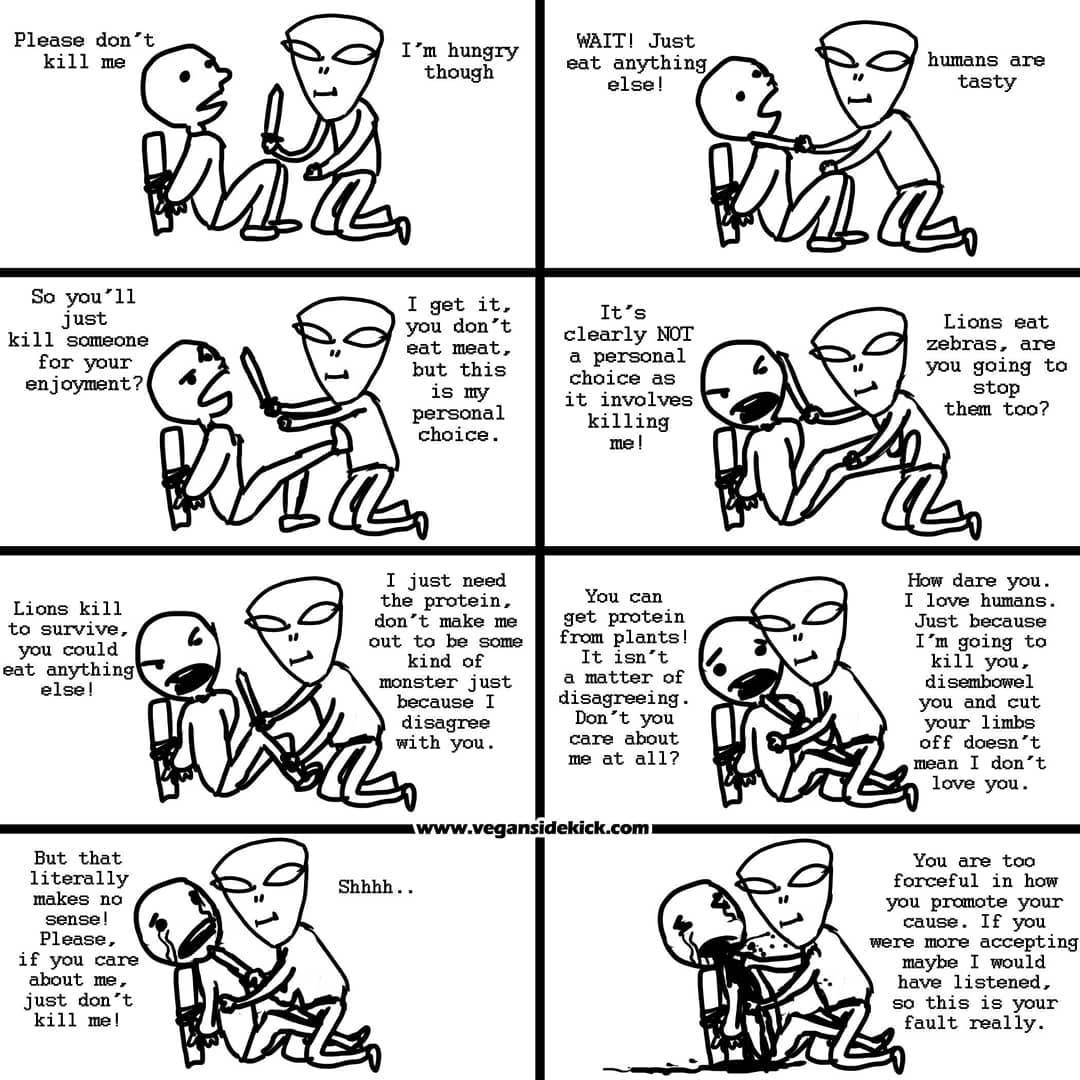 Please don't
kill me
I'm hungry
though
WAIT! Just
eat anything
else!
humans are
tasty
So you'll
just
kill someone
for your
enjoyment?
I get it,
you don't
eat meat,
but this
is my
personal
choice.
It's
clearly NOT
a personal
choice as
it involves
killing
me!
Lions eat
zebras, are
you going to
stop
them too?
Lions kill
to survive,
you could
eat anything
else!
I just need
the protein,
don't make me
out to be some
kind of
monster just
because I
disagree
with you.
You can
get protein
from plants!
It isn't
a matter of
disagreeing.
Don't you
care about
me at all?
How dare you.
I love humans.
Just because
I'm going to
kill you,
disembowel
you and cut
your limbs
off doesn't
mean I don't
love you.
www.vegansidekick.com
But that
literally
makes no
sense!
Please,
if you care
about me,
just don't
kill me!
Shhhh..
You are too
forceful in how
you promote your
cause. If you
were more accepting
maybe I would
have listened,
so this is your
fault really.